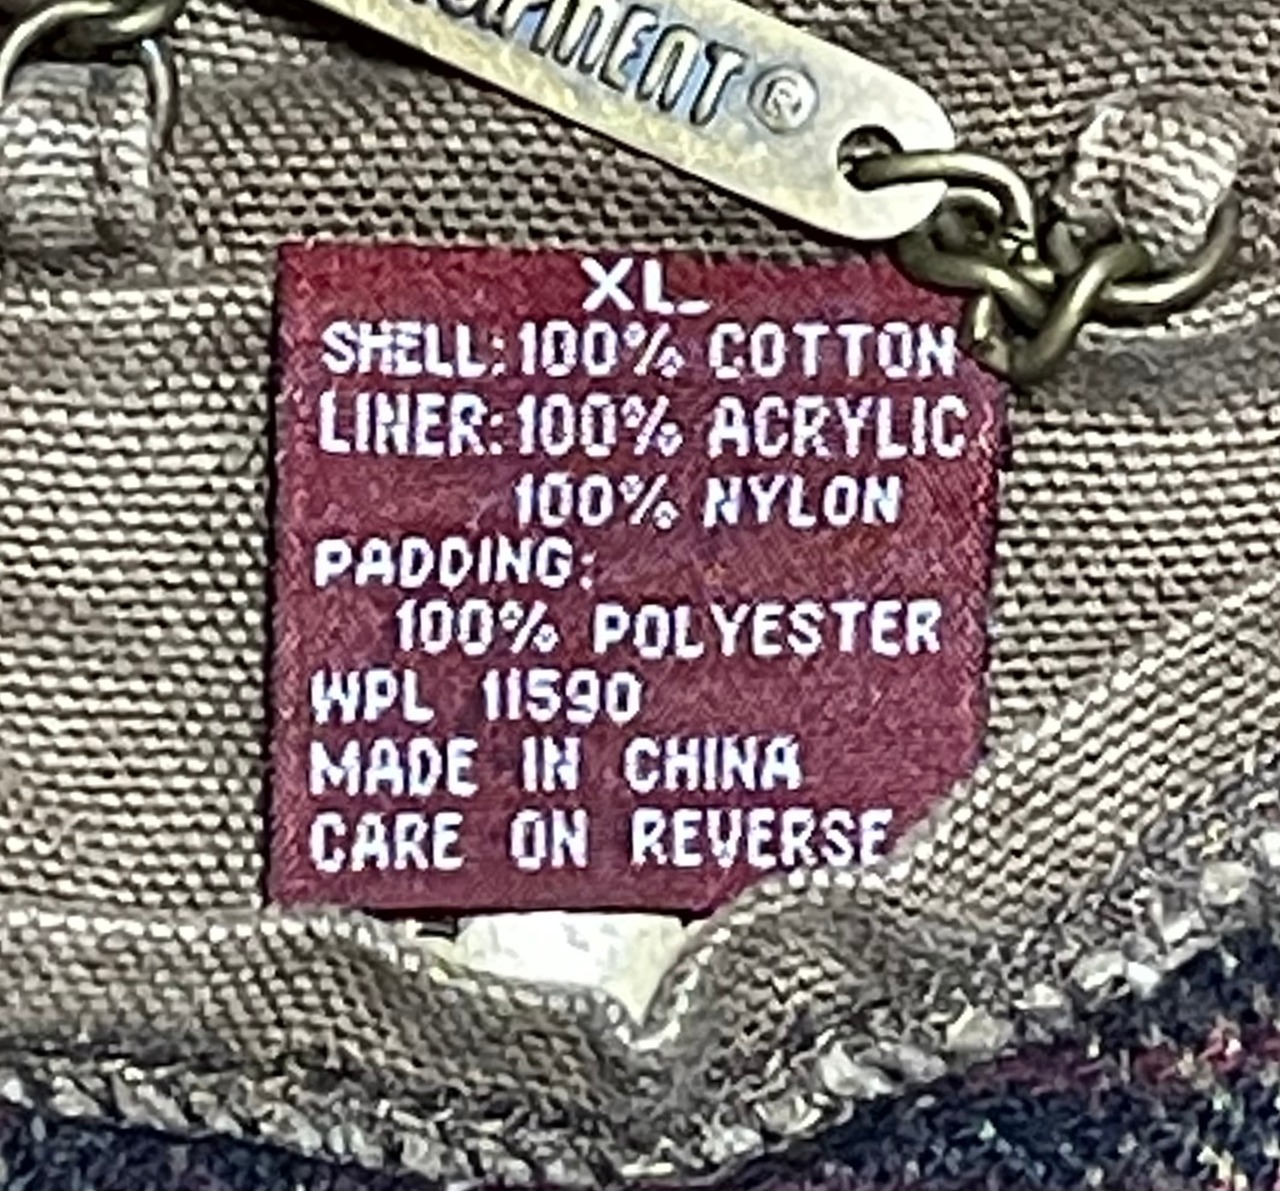 XL
SHELL: 100% COTTON
LINER: 100% ACRYLIC
100% NYLON
PADDING:
100% POLYESTER
WPL 11590
MADE IN CHINA
CARE ON REVERSE